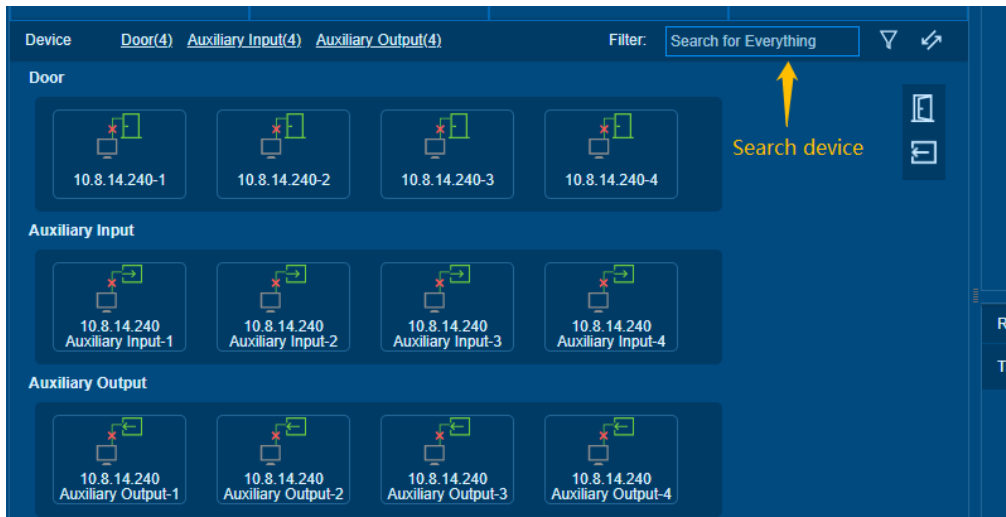 Device Door(4) Auxiliary Input(4) Auxiliary Output(4) Filter: Search for Everything
Search device
Door
10.8.14.240-1 10.8.14.240-2 10.8.14.240-3 10.8.14.240-4
Auxiliary Input
10.8.14.240 10.8.14.240 10.8.14.240 10.8.14.240
Auxiliary Input-1 Auxiliary Input-2 Auxiliary Input-3 Auxiliary Input-4
R
T
Auxiliary Output
10.8.14.240 10.8.14.240 10.8.14.240 10.8.14.240
Auxiliary Output-1 Auxiliary Output-2 Auxiliary Output-3 Auxiliary Output-4